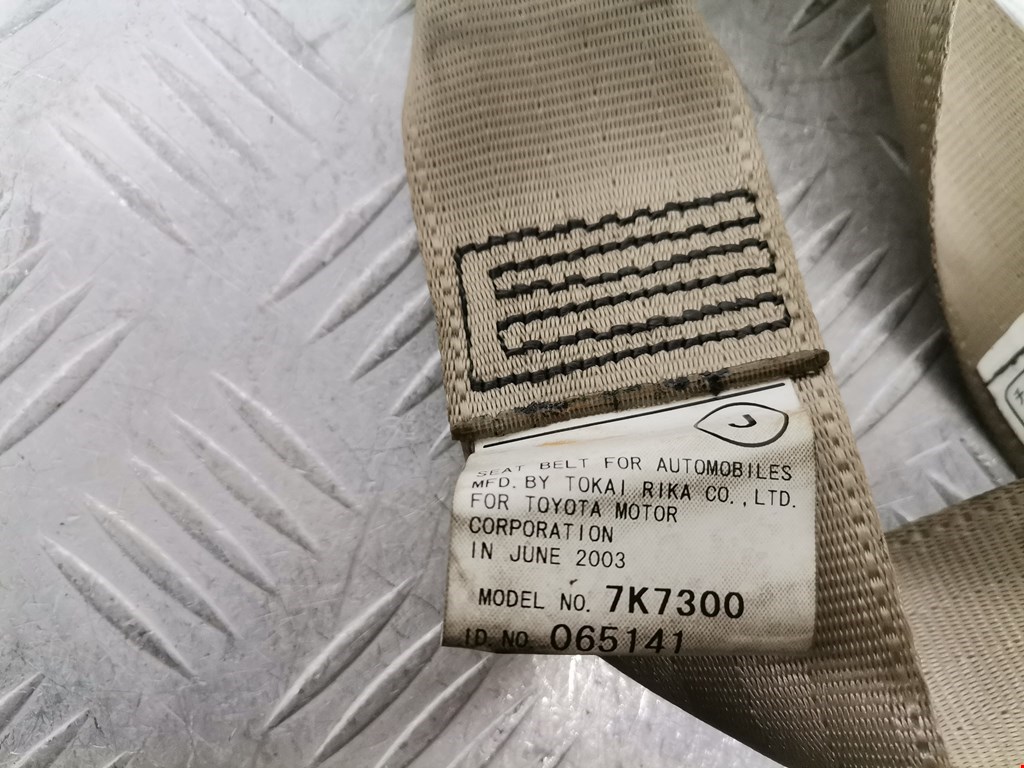 J
SEAT BELT FOR AUTOMOBILES
MFD. BY TOKAI RIKA CO.,LTD.
FOR TOYOTA MOTOR
CORPORATION
IN JUNE 2003
MODEL NO. 7K7300
ID NO 065141